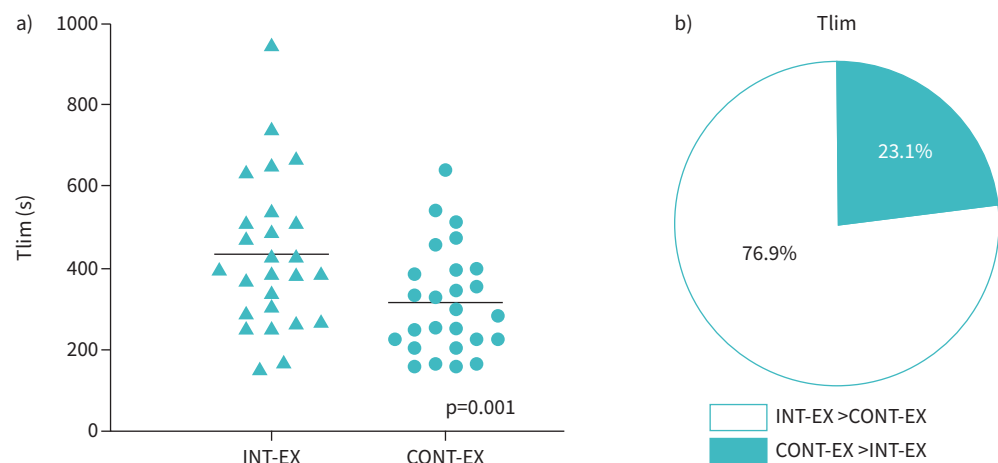 a)
1000
800
600
400
200
0
Tlim (s)
p=0.001
INT-EX
CONT-EX
b)
Tlim
23.1%
76.9%
INT-EX >CONT-EX
CONT-EX >INT-EX